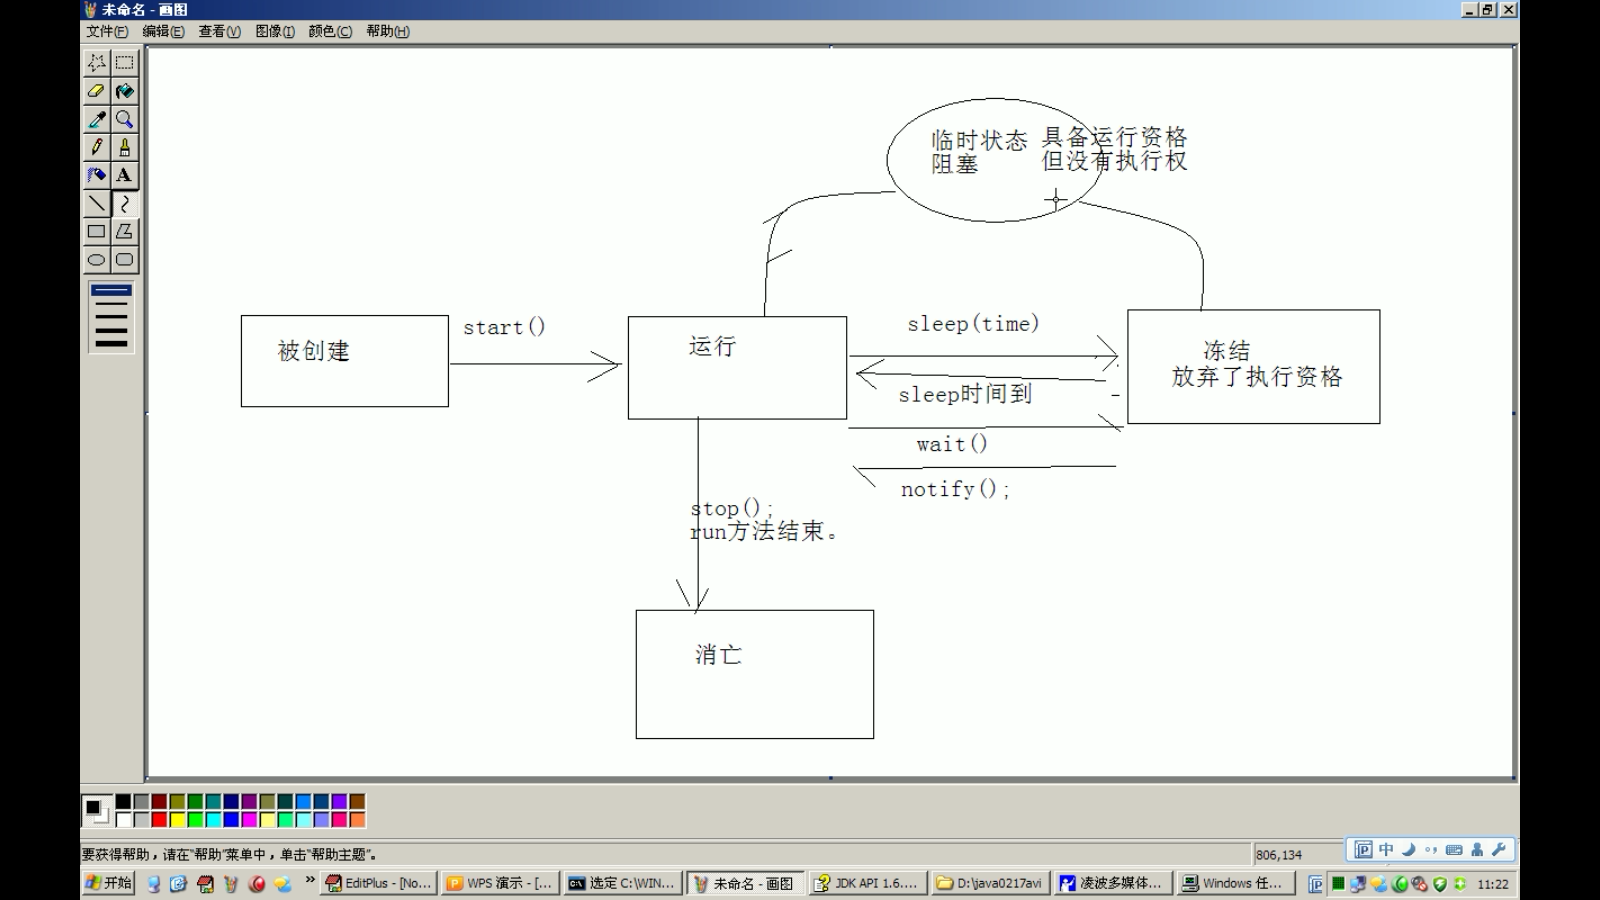 未命名 - 画图
文件(F) 编辑(E) 查看(V) 图像(I) 颜色(C) 帮助(H)
临时状态
阻塞
具备运行资格
但没有执行权
被创建
start()
运行
sleep(time)
sleep时间到
wait()
notify();
冻结
放弃了执行资格
stop();
run方法结束。
消亡
要获得帮助，请在“帮助”菜单中，单击“帮助主题”。
806,134
中
开始
EditPlus - [No...
WPS 演示 - [...
选定 C:\WIN...
未命名 - 画图
JDK API 1.6....
D:\java0217avi
凌波多媒体...
Windows 任...
11:22